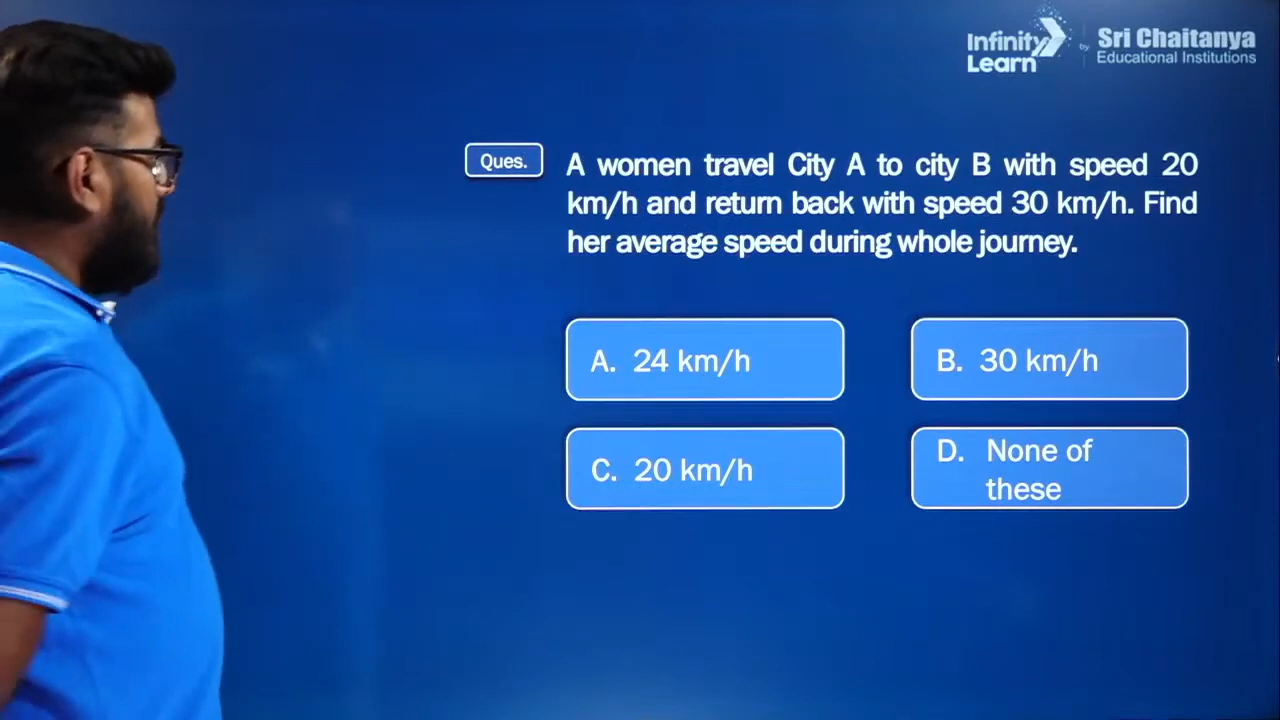 Infinity
Learn
by
Sri Chaitanya
Educational Institutions
Ques.
A women travel City A to city B with speed 20
km/h and return back with speed 30 km/h. Find
her average speed during whole journey.
A. 24 km/h
B. 30 km/h
C. 20 km/h
D. None of
these